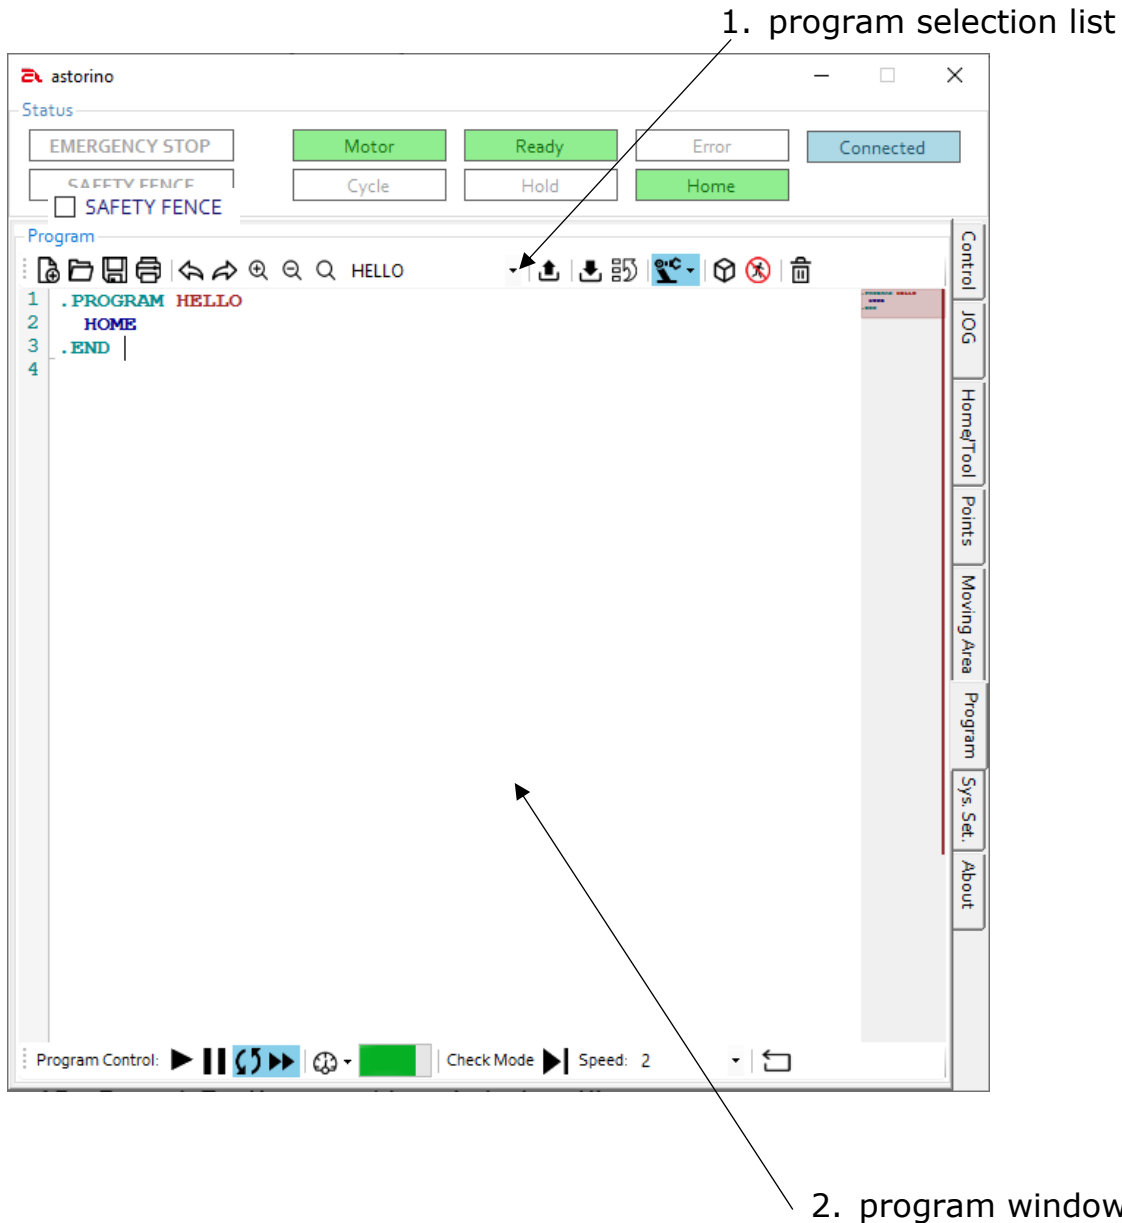 1. program selection list
astorino
Status
EMERGENCY STOP Motor Ready Error Connected
SAFETY FENCE Cycle Hold Home
SAFETY FENCE
Program
HELLO
1 .PROGRAM HELLO
2 HOME
3 .END
4
Control
JOG
Home/Tool
Points
Moving Area
Program
Sys. Set.
About
Program Control: Check Mode Speed: 2
2. program window